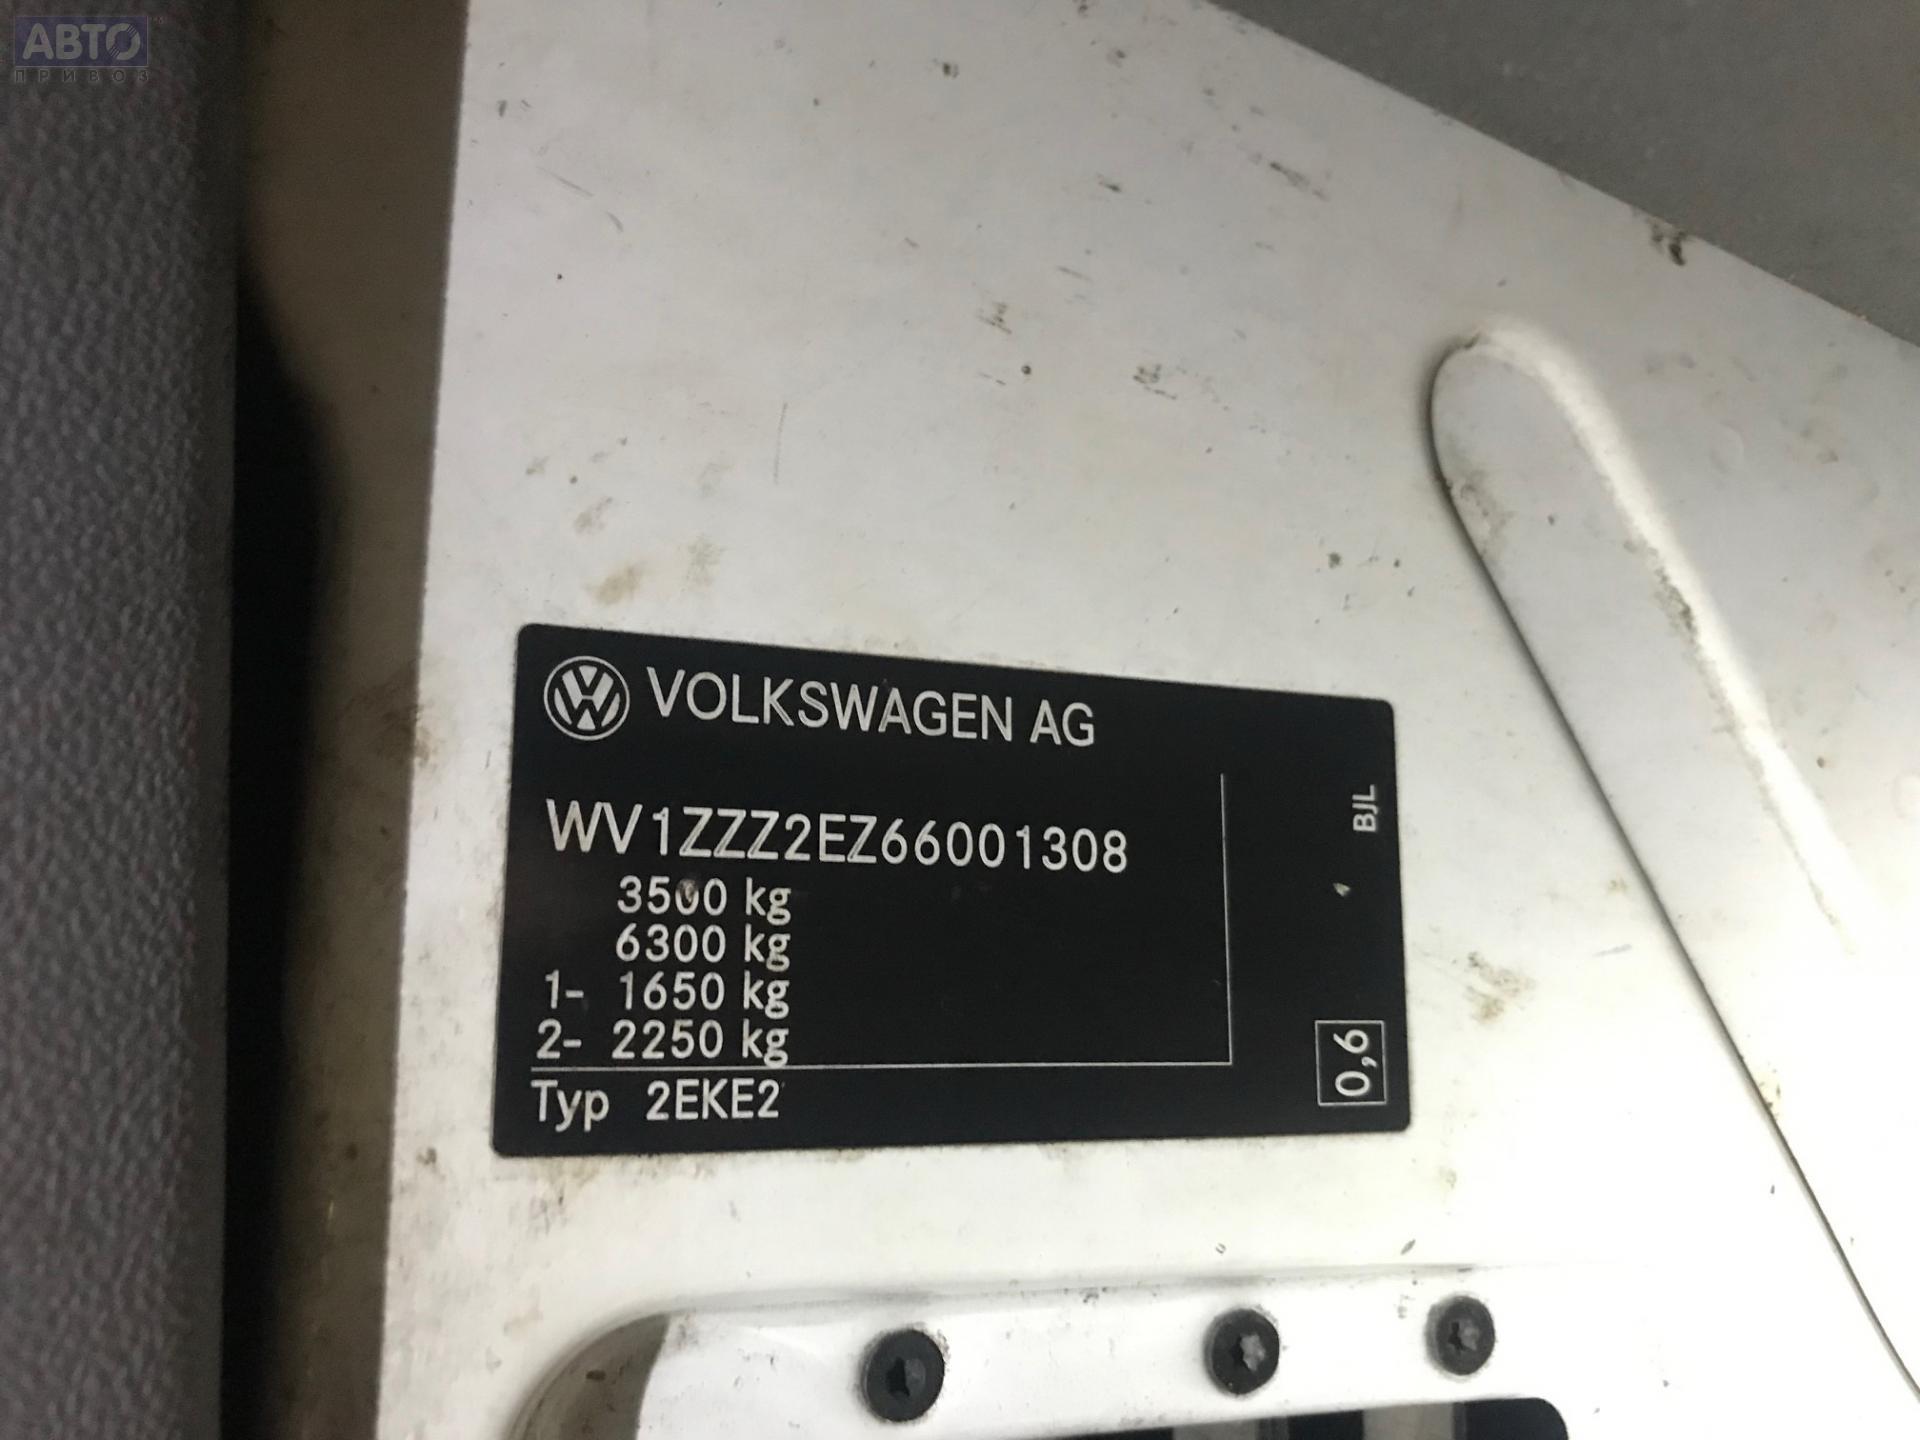 АВТО
ПРИВОЗ
VOLKSWAGEN AG
WV1ZZZ2EZ66001308
3500 kg
6300 kg
1- 1650 kg
2- 2250 kg
Typ 2EKE2
BJL
0,6